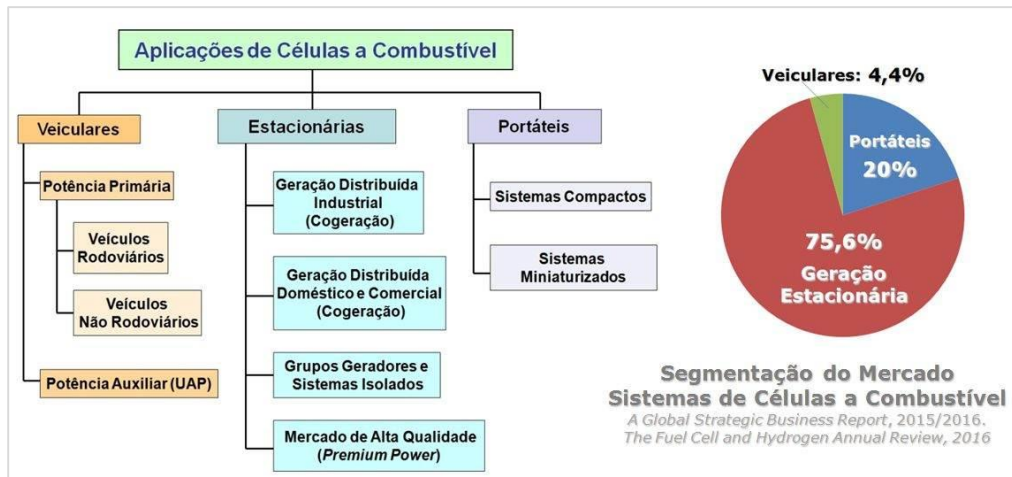 Aplicações de Células a Combustível
Veiculares
Potência Primária
Veículos
Rodoviários
Veículos
Não Rodoviários
Potência Auxiliar (UAP)
Estacionárias
Geração Distribuída
Industrial
(Cogeração)
Geração Distribuída
Doméstico e Comercial
(Cogeração)
Grupos Geradores e
Sistemas Isolados
Mercado de Alta Qualidade
(Premium Power)
Portáteis
Sistemas Compactos
Sistemas
Miniaturizados
Veiculares: 4,4%
Portáteis
20%
75,6%
Geração
Estacionária
Segmentação do Mercado
Sistemas de Células a Combustível
A Global Strategic Business Report, 2015/2016.
The Fuel Cell and Hydrogen Annual Review, 2016